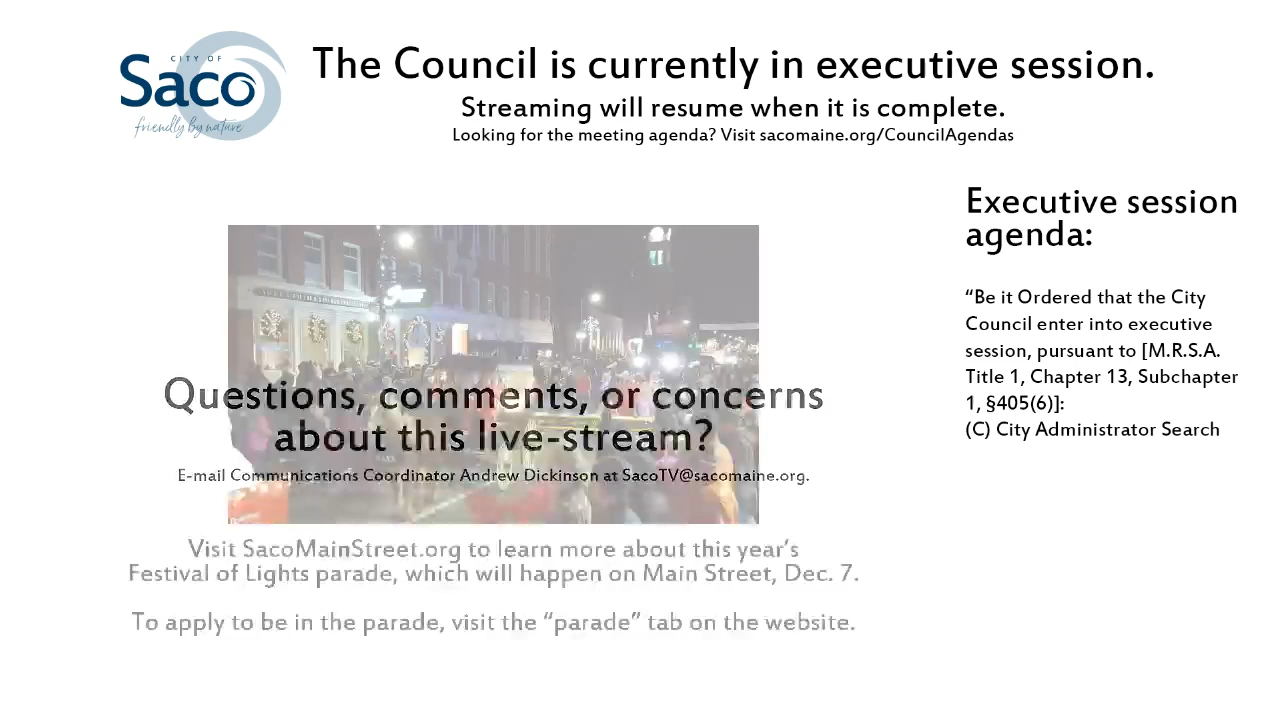 CITY OF
Saco
friendly by nature
The Council is currently in executive session.
Streaming will resume when it is complete.
Looking for the meeting agenda? Visit sacomaine.org/CouncilAgendas
Executive session
agenda:
“Be it Ordered that the City
Council enter into executive
session, pursuant to [M.R.S.A.
Title 1, Chapter 13, Subchapter
1, §405(6)]:
(C) City Administrator Search
Questions, comments, or concerns
about this live-stream?
E-mail Communications Coordinator Andrew Dickinson at SacoTV@sacomaine.org.
Visit SacoMainStreet.org to learn more about this year’s
Festival of Lights parade, which will happen on Main Street, Dec. 7.
To apply to be in the parade, visit the “parade” tab on the website.